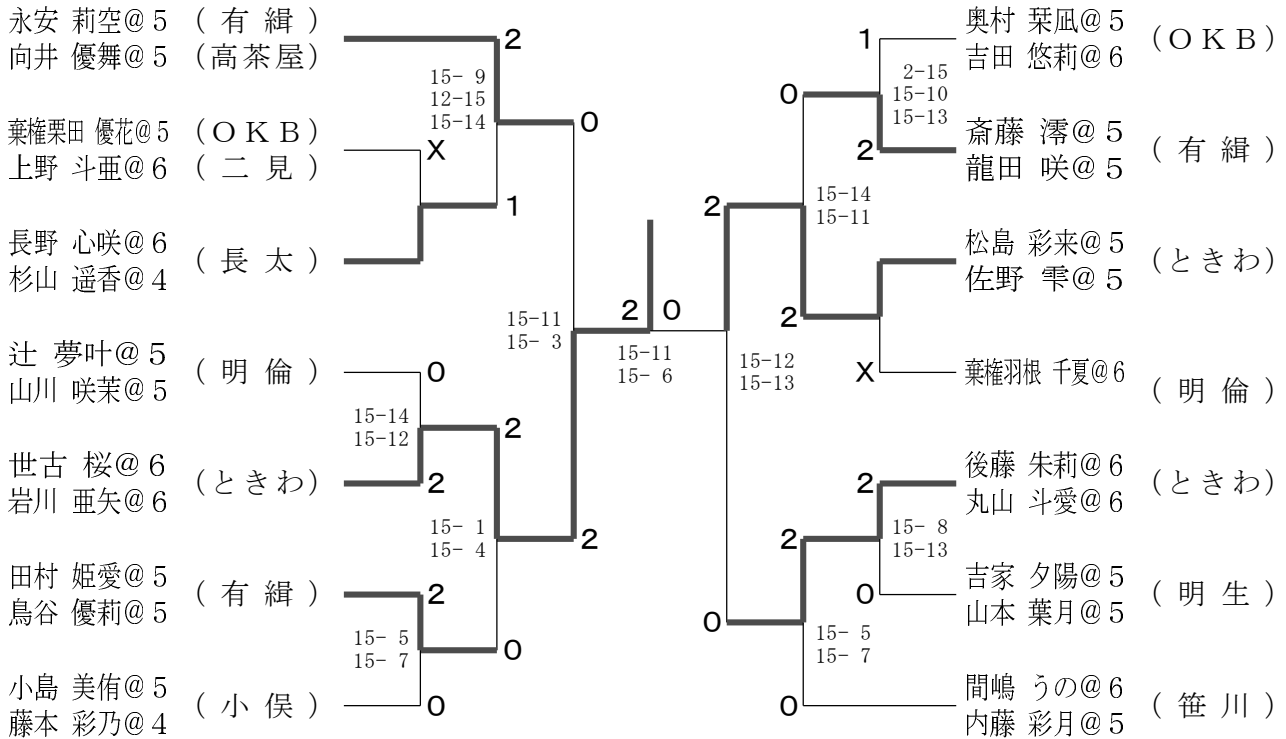 永安 莉空@５ （ 有 緝 ）
向井 優舞@５ （高茶屋）
2
15- 9
12-15
15-14
0
棄権栗田 優花@５ （ＯＫＢ）
上野 斗亜@６ （ 二 見 ）
X
1
長野 心咲@６
杉山 遥香@４
（ 長 太 ）
15-11
15- 3
辻 夢叶@５
山川 咲茉@５
（ 明 倫 ）
0
15-14
15-12
2
世古 桜@６
岩川 亜矢@６
（ときわ）
2
15- 1
15- 4
2
田村 姫愛@５
鳥谷 優莉@５
（ 有 緝 ）
2
15- 5
15- 7
0
小島 美侑@５
藤本 彩乃@４
（ 小 俣 ）
0
2 0
15-11
15- 6
奥村 栞凪@５
吉田 悠莉@６
（ＯＫＢ）
1
2-15
15-10
15-13
0
斎藤 澪@５
龍田 咲@５
（ 有 緝 ）
2
15-14
15-11
2
松島 彩来@５
佐野 雫@５
（ときわ）
2
15-12
15-13
X
棄権羽根 千夏@６
（ 明 倫 ）
後藤 朱莉@６
丸山 斗愛@６
（ときわ）
2
15- 8
15-13
2
吉家 夕陽@５
山本 葉月@５
（ 明 生 ）
0
0
15- 5
15- 7
間嶋 うの@６
内藤 彩月@５
（ 笹 川 ）
0